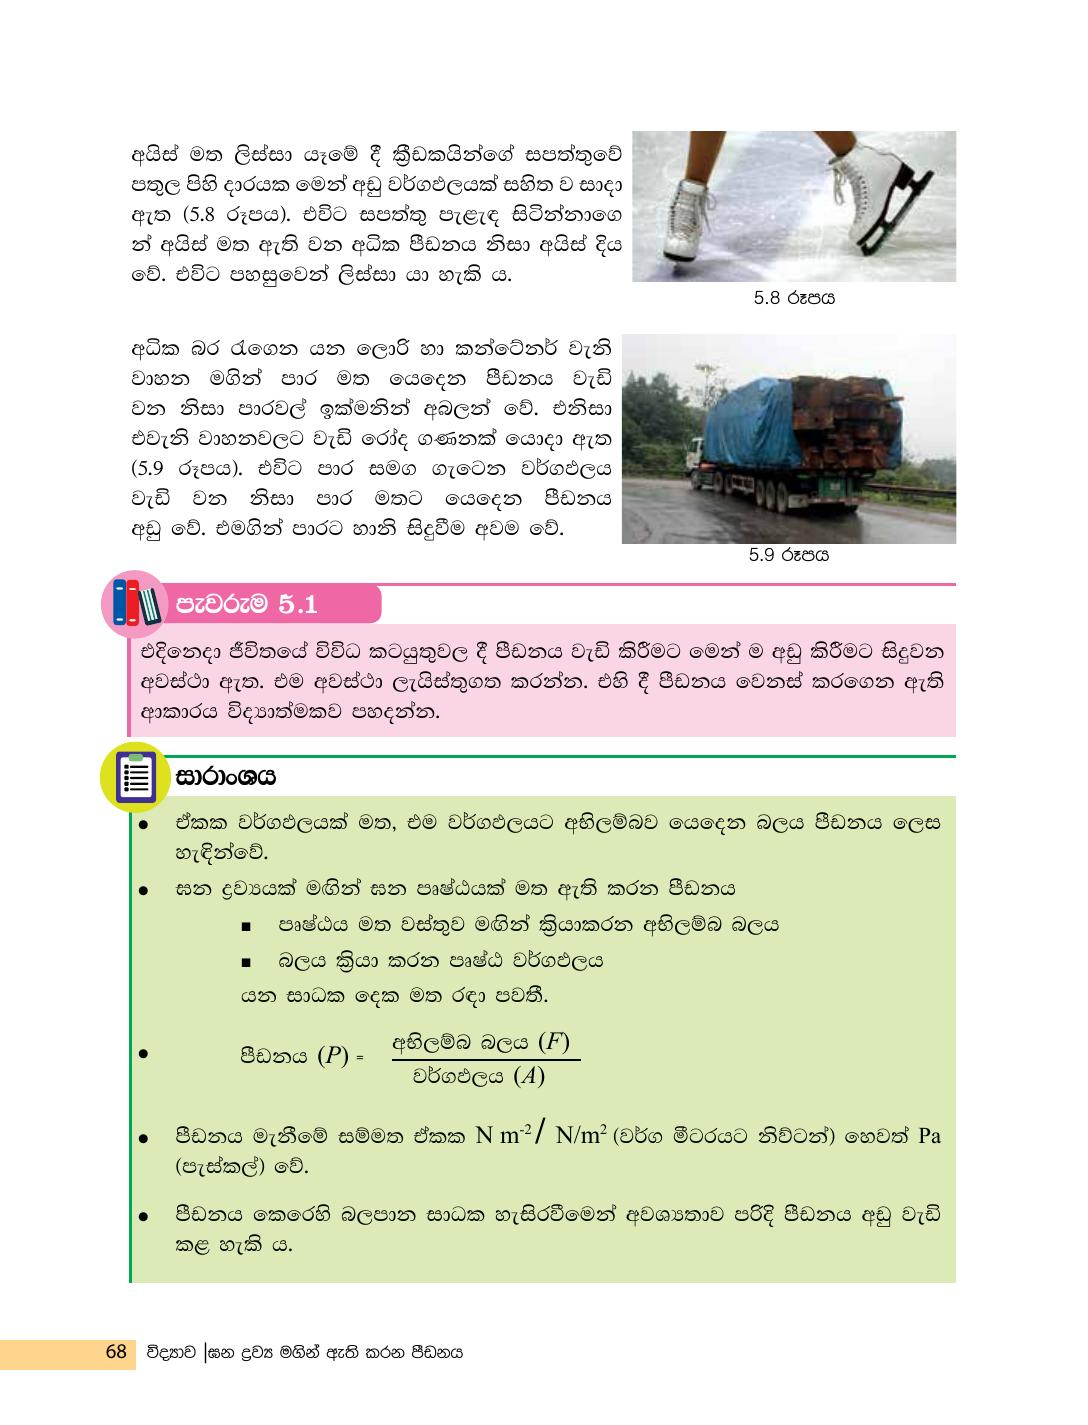 අයිස් මත ලිස්සා යෑමේ දී ක්‍රීඩකයින්ගේ සපත්තුවේ
පතුල පිහි දාරයක මෙන් අඩු වර්ගඵලයක් සහිත ව සාදා
ඇත (5.8 රූපය). එවිට සපත්තු පැළැඳ සිටින්නාගෙ
න් අයිස් මත ඇති වන අධික පීඩනය නිසා අයිස් දිය
වේ. එවිට පහසුවෙන් ලිස්සා යා හැකි ය.
5.8 රූපය
අධික බර රැගෙන යන ලොරි හා කන්ටේනර් වැනි
වාහන මගින් පාර මත යෙදෙන පීඩනය වැඩි
වන නිසා පාරවල් ඉක්මනින් අබලන් වේ. එනිසා
එවැනි වාහනවලට වැඩි රෝද ගණනක් යොදා ඇත
(5.9 රූපය). එවිට පාර සමග ගැටෙන වර්ගඵලය
වැඩි වන නිසා පාර මතට යෙදෙන පීඩනය
අඩු වේ. එමගින් පාරට හානි සිදුවීම අවම වේ.
5.9 රූපය
පැවරුම 5.1
එදිනෙදා ජීවිතයේ විවිධ කටයුතුවල දී පීඩනය වැඩි කිරීමට මෙන් ම අඩු කිරීමට සිදුවන
අවස්ථා ඇත. එම අවස්ථා ලැයිස්තුගත කරන්න. එහි දී පීඩනය වෙනස් කරගෙන ඇති
ආකාරය විද්‍යාත්මකව පහදන්න.
සාරාංශය
● ඒකක වර්ගඵලයක් මත, එම වර්ගඵලයට අභිලම්බව යෙදෙන බලය පීඩනය ලෙස
හැඳින්වේ.
● ඝන ද්‍රව්‍යයක් මඟින් ඝන පෘෂ්ඨයක් මත ඇති කරන පීඩනය
■ පෘෂ්ඨය මත වස්තුව මඟින් ක්‍රියාකරන අභිලම්බ බලය
■ බලය ක්‍රියා කරන පෘෂ්ඨ වර්ගඵලය
යන සාධක දෙක මත රඳා පවතී.
● පීඩනය (P) = අභිලම්බ බලය (F)
වර්ගඵලය (A)
● පීඩනය මැනීමේ සම්මත ඒකක N m⁻² / N/m² (වර්ග මීටරයට නිව්ටන්) හෙවත් Pa
(පැස්කල්) වේ.
● පීඩනය කෙරෙහි බලපාන සාධක හැසිරවීමෙන් අවශ්‍යතාව පරිදි පීඩනය අඩු වැඩි
කළ හැකි ය.
68 විද්‍යාව |ඝන ද්‍රව්‍ය මගින් ඇති කරන පීඩනය